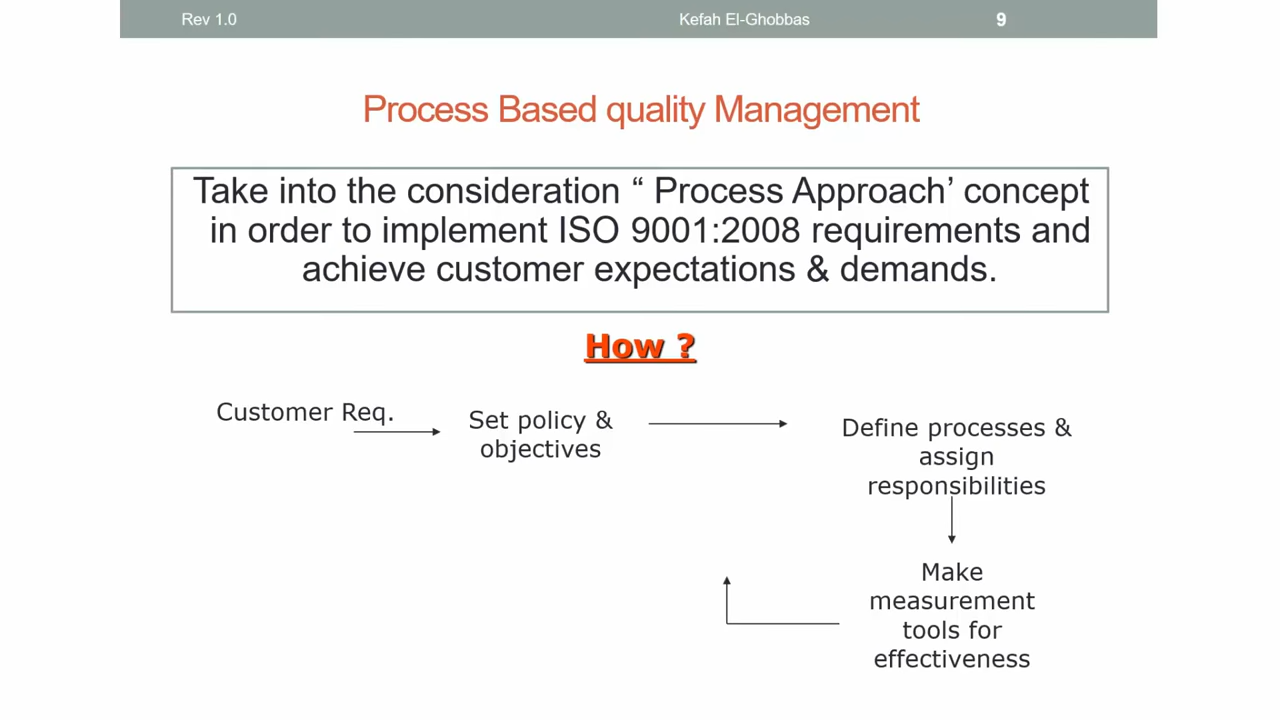 Rev 1.0
Kefah El-Ghobbas
9
Process Based quality Management
Take into the consideration “ Process Approach’ concept
in order to implement ISO 9001:2008 requirements and
achieve customer expectations & demands.
How ?
Customer Req.
Set policy &
objectives
Define processes &
assign
responsibilities
Make
measurement
tools for
effectiveness